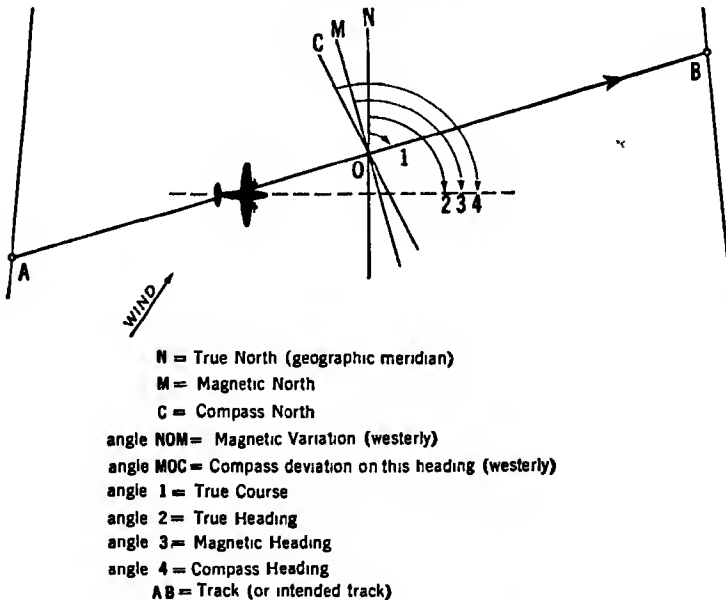 N
M
C
B
1
O
2 3 4
A
WIND
N = True North (geographic meridian)
M = Magnetic North
C = Compass North
angle NOM = Magnetic Variation (westerly)
angle MOC = Compass deviation on this heading (westerly)
angle 1 = True Course
angle 2 = True Heading
angle 3 = Magnetic Heading
angle 4 = Compass Heading
AB = Track (or intended track)